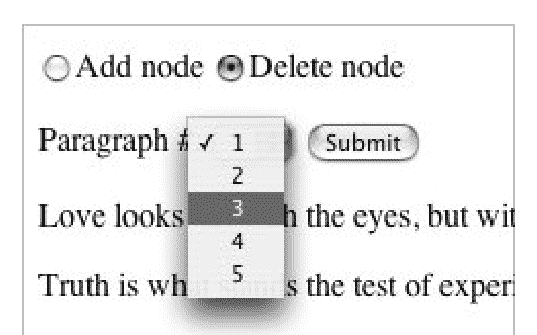 Add node Delete node
Paragraph # ✓ 1 Submit
2
3
4
5
Love looks the eyes, but wit
Truth is wh s the test of exper